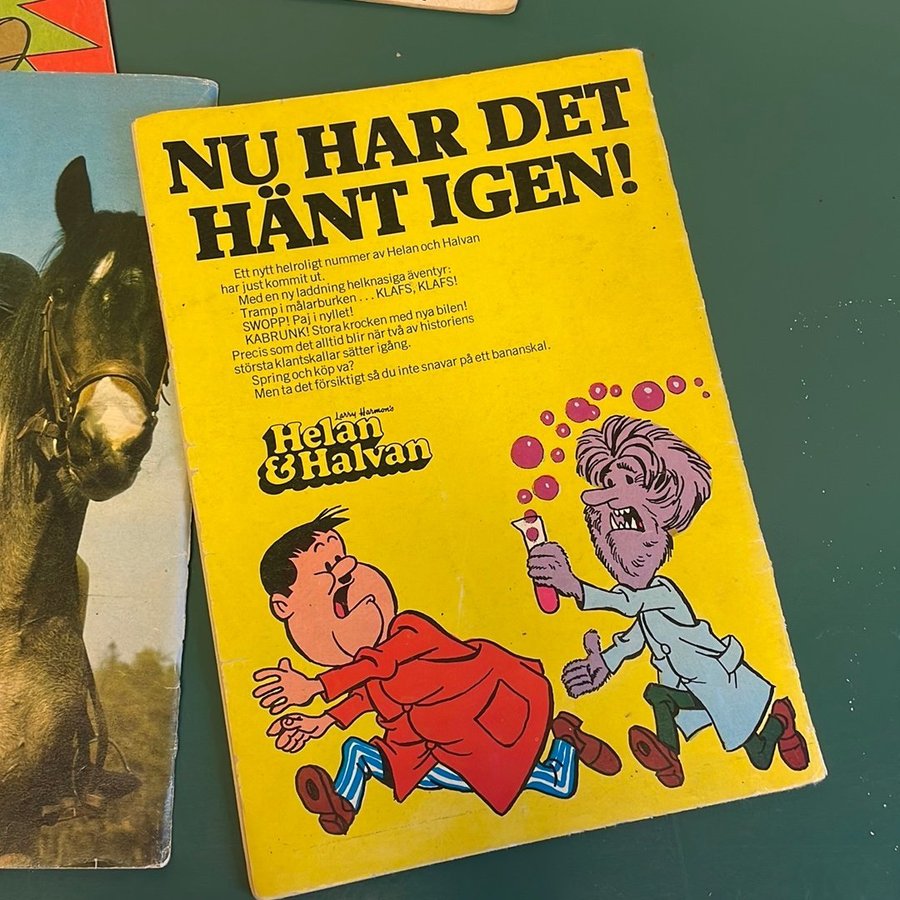 NU HAR DET
HÄNT IGEN!
Ett nytt helroligt nummer av Helan och Halvan
har just kommit ut.
Med en ny laddning helknasiga äventyr:
Tramp i målarburken . . . KLAFS, KLAFS!
SWOPP! Paj i nyllet!
KABRUNK! Stora krocken med nya bilen!
Precis som det alltid blir när två av historiens
största klantskallar sätter igång.
Spring och köp va?
Men ta det försiktigt så du inte snavar på ett bananskal.
Larry Harmon's
Helan
& Halvan